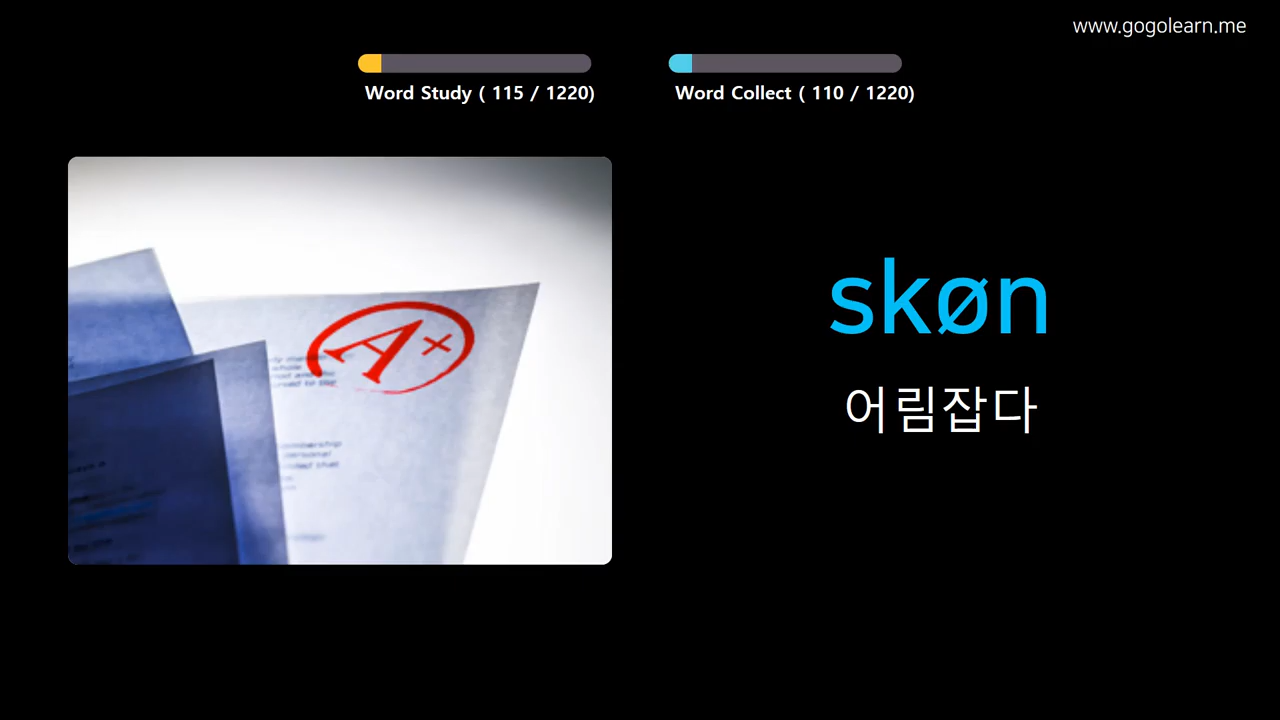 www.gogolearn.me
Word Study ( 115 / 1220)
Word Collect ( 110 / 1220)
skøn
어림잡다
A+